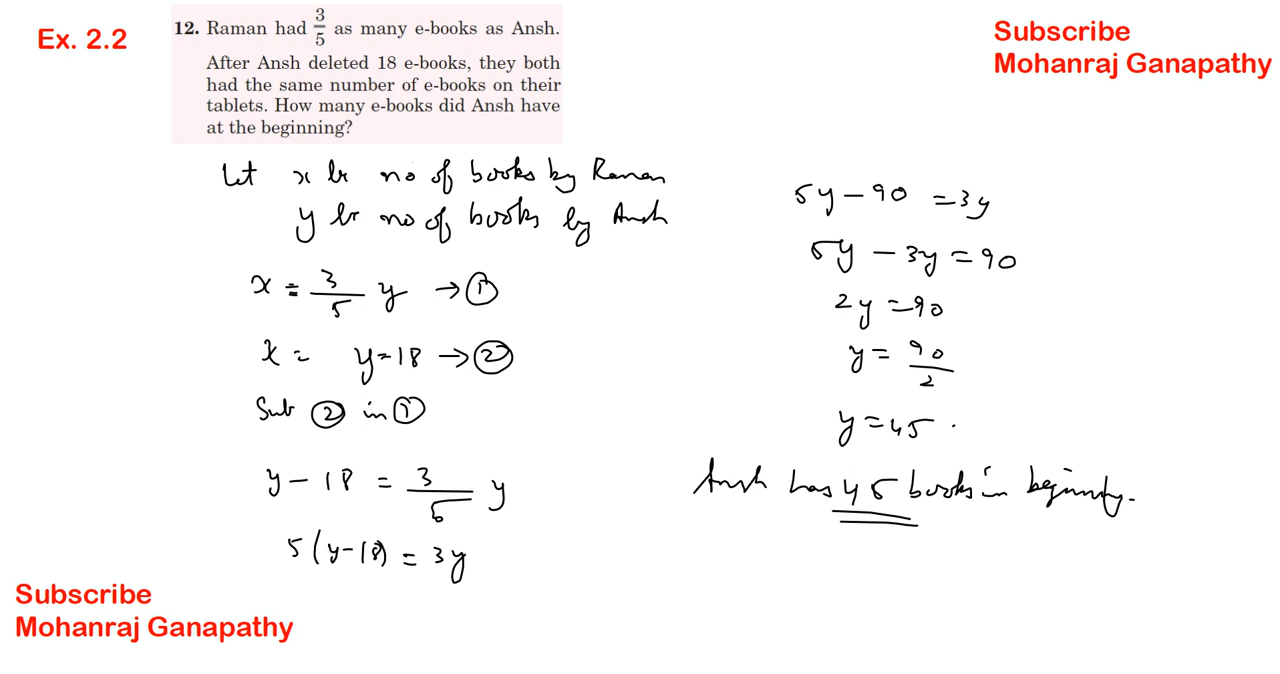 Ex. 2.2
12. Raman had 3/5 as many e-books as Ansh.
After Ansh deleted 18 e-books, they both
had the same number of e-books on their
tablets. How many e-books did Ansh have
at the beginning?
Subscribe
Mohanraj Ganapathy
Let x be no of books by Raman
y be no of books by Ansh
x = 3/5 y → ①
x = y - 18 → ②
Sub ② in ①
y - 18 = 3/5 y
5(y - 18) = 3y
5y - 90 = 3y
5y - 3y = 90
2y = 90
y = 90/2
y = 45.
Ansh has 45 books in beginning.
Subscribe
Mohanraj Ganapathy